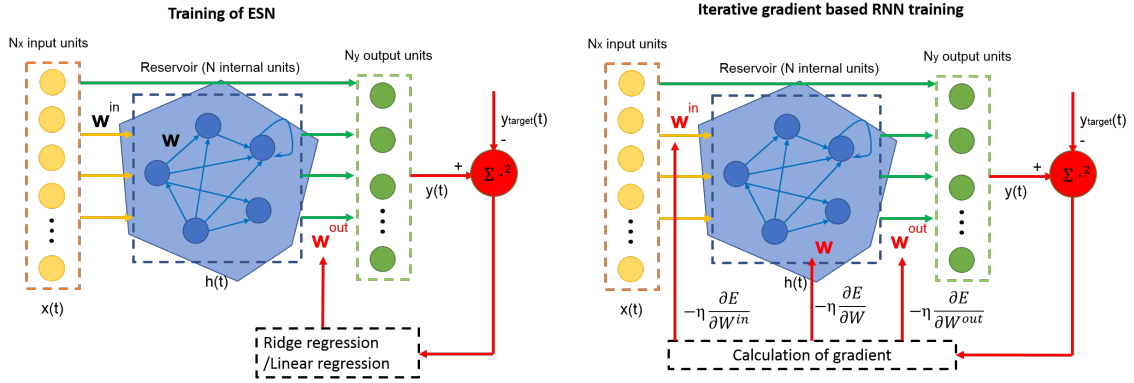 Training of ESN
Nx input units
Ny output units
Reservoir (N internal units)
W in
W
ytarget(t)
-
+
Σ ·²
y(t)
W out
h(t)
x(t)
Ridge regression
/Linear regression
Iterative gradient based RNN training
Nx input units
Ny output units
Reservoir (N internal units)
W in
ytarget(t)
-
+
Σ ·²
y(t)
W
W out
h(t)
x(t)
−η ∂E/∂W^in
−η ∂E/∂W
−η ∂E/∂W^out
Calculation of gradient